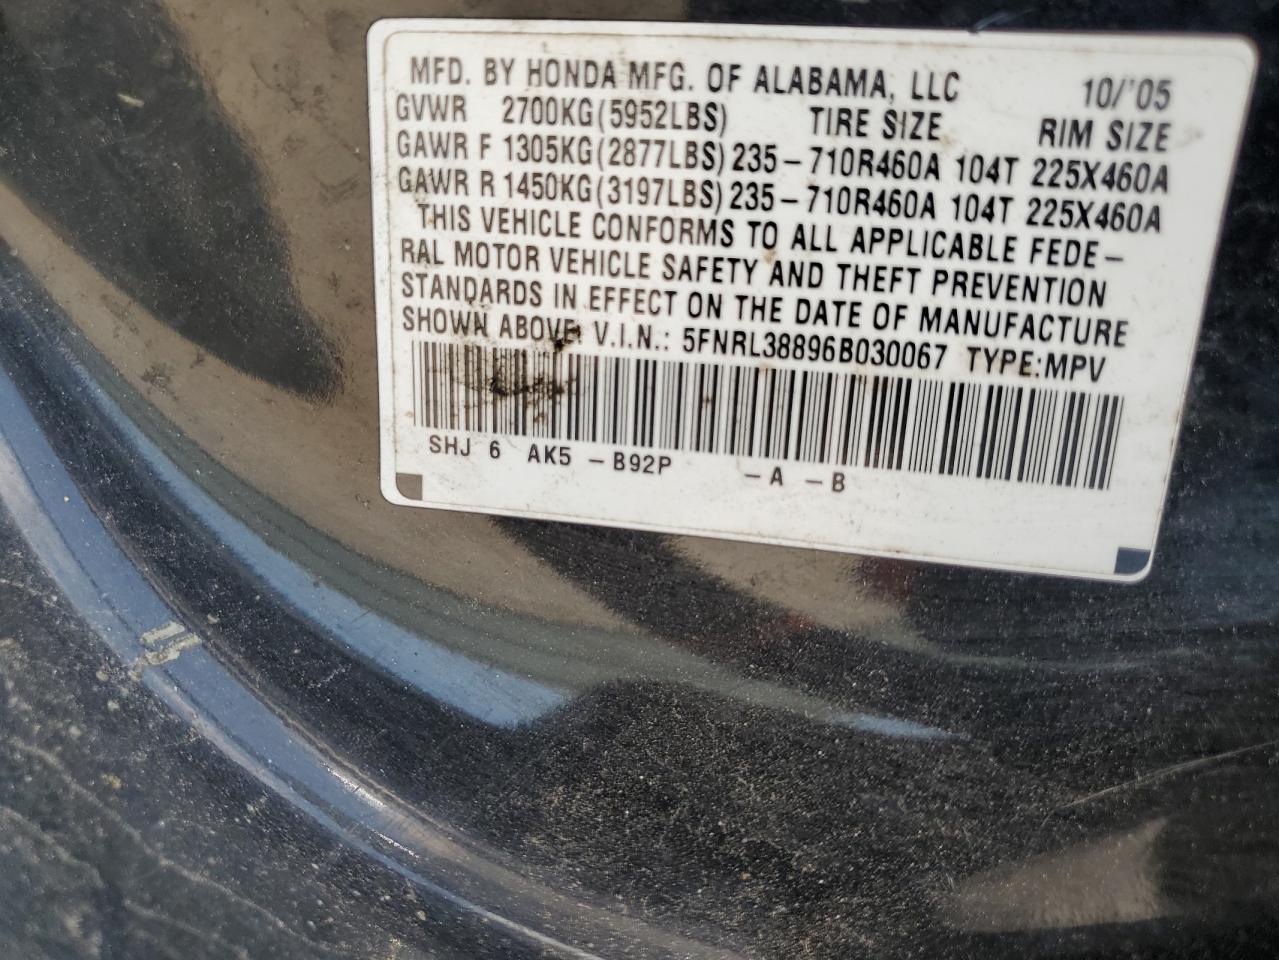 MFD. BY HONDA MFG. OF ALABAMA, LLC 10/'05
GVWR 2700KG(5952LBS) TIRE SIZE RIM SIZE
GAWR F 1305KG(2877LBS) 235-710R460A 104T 225X460A
GAWR R 1450KG(3197LBS) 235-710R460A 104T 225X460A
THIS VEHICLE CONFORMS TO ALL APPLICABLE FEDE-
RAL MOTOR VEHICLE SAFETY AND THEFT PREVENTION
STANDARDS IN EFFECT ON THE DATE OF MANUFACTURE
SHOWN ABOVE. V.I.N.: 5FNRL38896B030067 TYPE:MPV
SHJ 6 AK5 -B92P -A -B